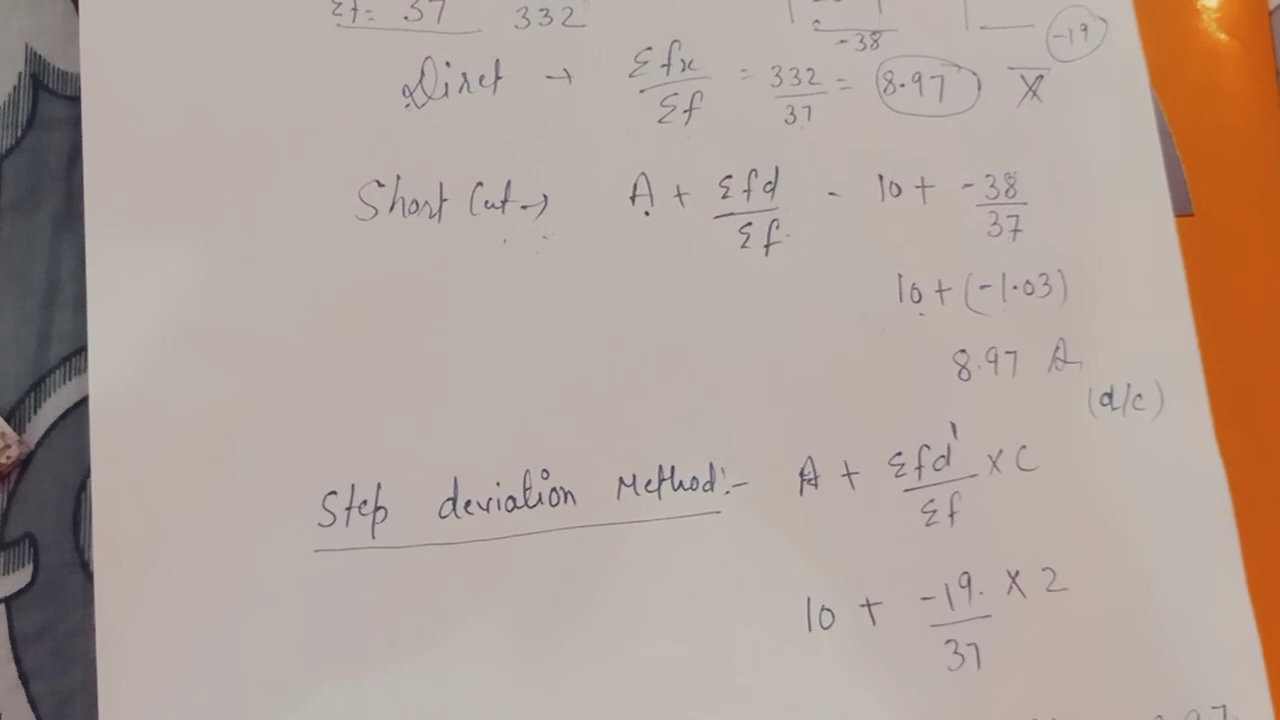 Σf = 37 332
-38
-19
Diret → Σfx/Σf = 332/37 = 8.97 X̅
Short Cut → A + Σfd/Σf - 10 + -38/37
10 + (-1.03)
8.97 A
(d/c)
Step deviation Method:- A + Σfd'/Σf × C
10 + -19/37 × 2